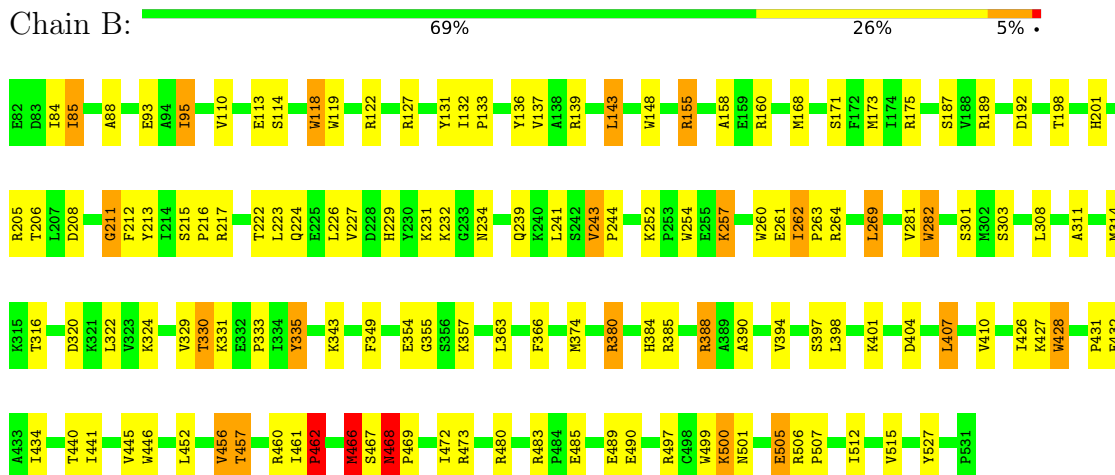 Chain B:
69% 26% 5% •
E82 D83 I84 I85 A88 E93 A94 I95 V110 E113 S114 W118 W119 R122 R127 Y131 I132 P133 Y136 V137 A138 R139 L143 W148 R155 A158 E159 R160 M168 S171 F172 M173 I174 R175 S187 V188 R189 D192 T198 H201
R205 T206 L207 D208 G211 F212 Y213 I214 S215 P216 R217 T222 L223 Q224 E225 L226 V227 D228 H229 Y230 K231 K232 G233 N234 Q239 K240 L241 S242 V243 P244 K252 P253 W254 E255 K257 W260 E261 I262 P263 R264 L269 V281 W282 S301 M302 S303 L308 A311 M314
K315 T316 D320 K321 L322 V323 K324 V329 T330 K331 E332 P333 I334 Y335 K343 F349 E354 G355 S356 K357 L363 F366 M374 R380 H384 R385 R388 A389 A390 V394 S397 L398 K401 D404 L407 V410 I426 K427 W428 P431 E432
A433 I434 T440 I441 V445 W446 L452 V456 T457 R460 I461 P462 M466 S467 N468 P469 I472 R473 R480 R483 P484 E485 E489 E490 R497 C498 W499 K500 N501 E505 R506 P507 I512 V515 Y527 P531